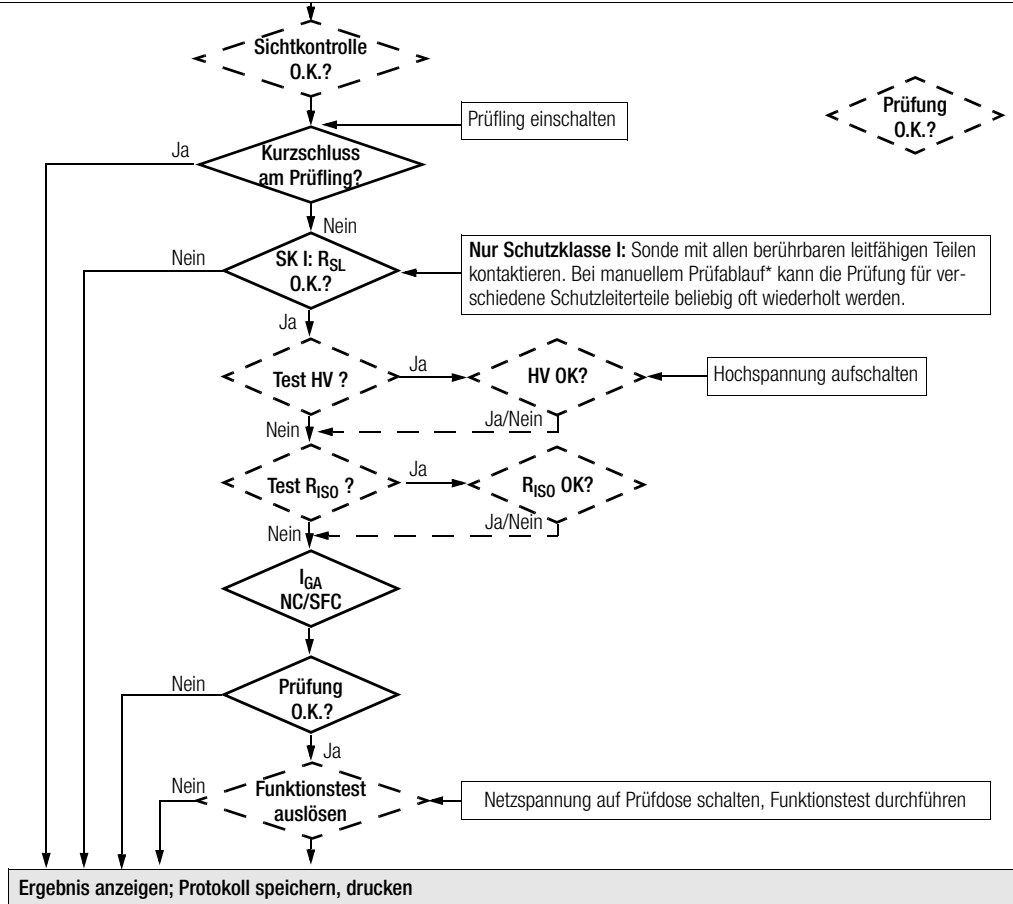 Sichtkontrolle
O.K.?
Prüfung
O.K.?
Prüfling einschalten
Ja
Kurzschluss
am Prüfling?
Nein
Nein
SK I: RSL
O.K.?
Nur Schutzklasse I: Sonde mit allen berührbaren leitfähigen Teilen
kontaktieren. Bei manuellem Prüfablauf* kann die Prüfung für ver-
schiedene Schutzleiterteile beliebig oft wiederholt werden.
Ja
Test HV ?
Ja
HV OK?
Hochspannung aufschalten
Ja/Nein
Nein
Test RISO ?
Ja
RISO OK?
Ja/Nein
Nein
IGA
NC/SFC
Nein
Prüfung
O.K.?
Ja
Nein
Funktionstest
auslösen
Netzspannung auf Prüfdose schalten, Funktionstest durchführen
Ergebnis anzeigen; Protokoll speichern, drucken